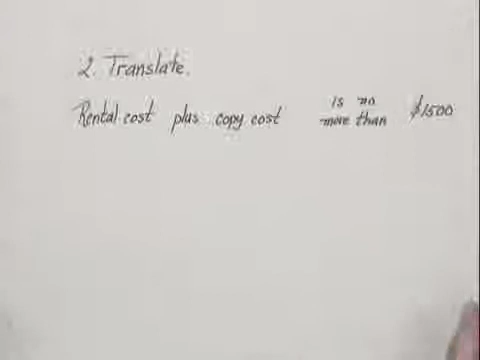 2. Translate.
Rental cost plus copy cost is no more than $1500